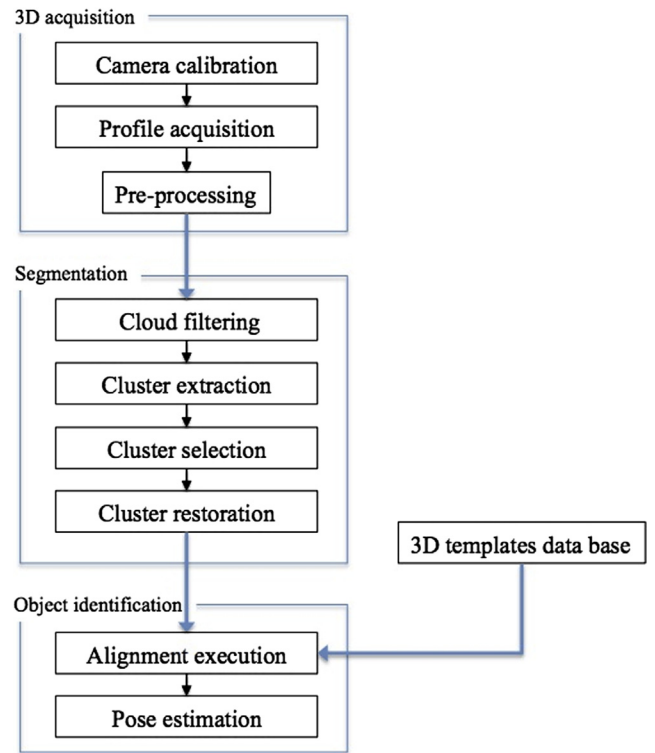 3D acquisition
Camera calibration
Profile acquisition
Pre-processing
Segmentation
Cloud filtering
Cluster extraction
Cluster selection
Cluster restoration
3D templates data base
Object identification
Alignment execution
Pose estimation